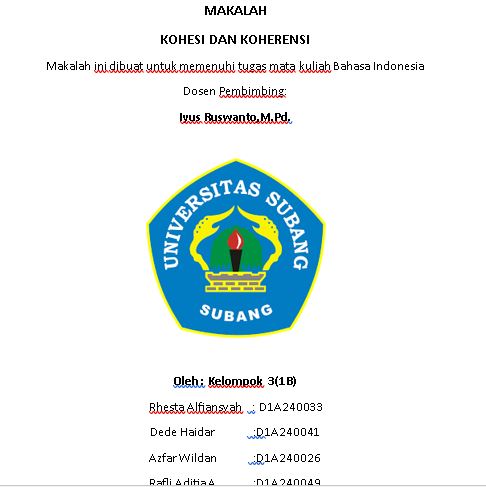 MAKALAH
KOHESI DAN KOHERENSI
Makalah ini dibuat untuk memenuhi tugas mata kuliah Bahasa Indonesia
Dosen Pembimbing:
Iyus Ruswanto,M.Pd.
UNIVERSITAS SUBANG
SUBANG
Oleh : Kelompok 3(1B)
Rhesta Alfiansyah : D1A240033
Dede Haidar :D1A240041
Azfar Wildan :D1A240026
Rafli Aditia A :D1A240049